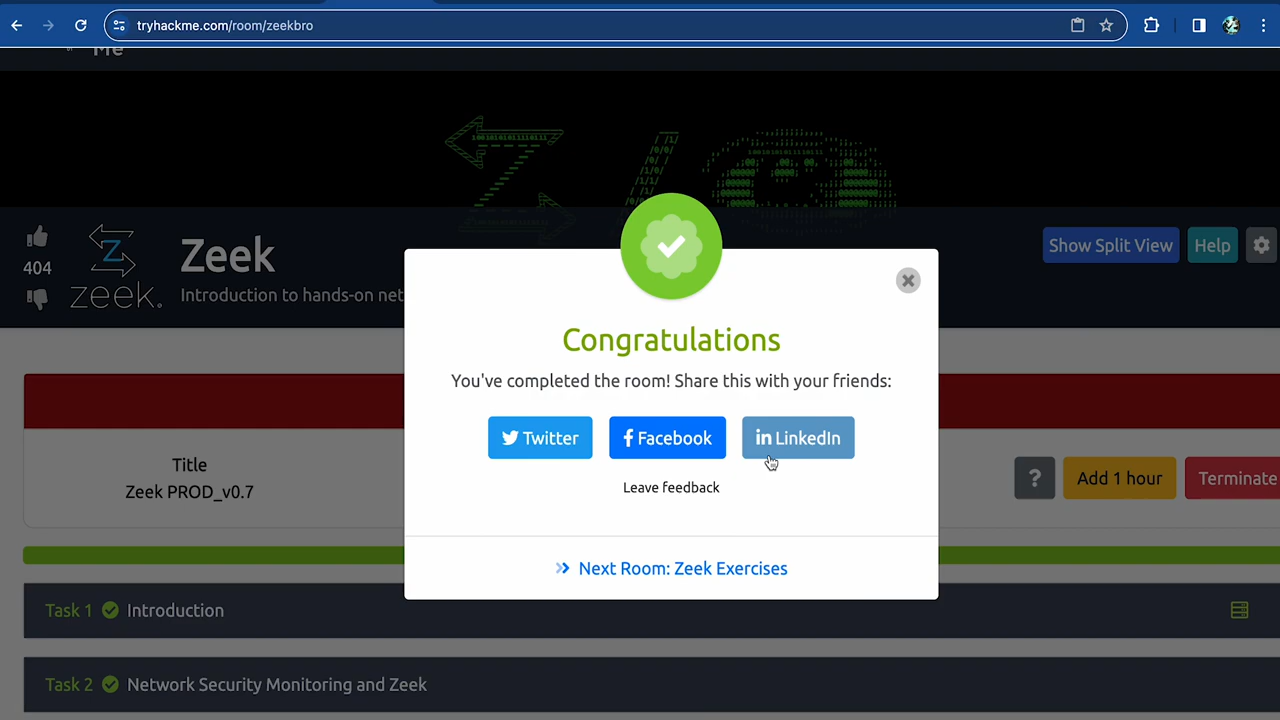 tryhackme.com/room/zeekbro
Me
Zeek
404
zeek.
Introduction to hands-on net
Show Split View
Help
Congratulations
You've completed the room! Share this with your friends:
Twitter
Facebook
LinkedIn
Leave feedback
Next Room: Zeek Exercises
Title
Zeek PROD_v0.7
?
Add 1 hour
Terminate
Task 1 Introduction
Task 2 Network Security Monitoring and Zeek